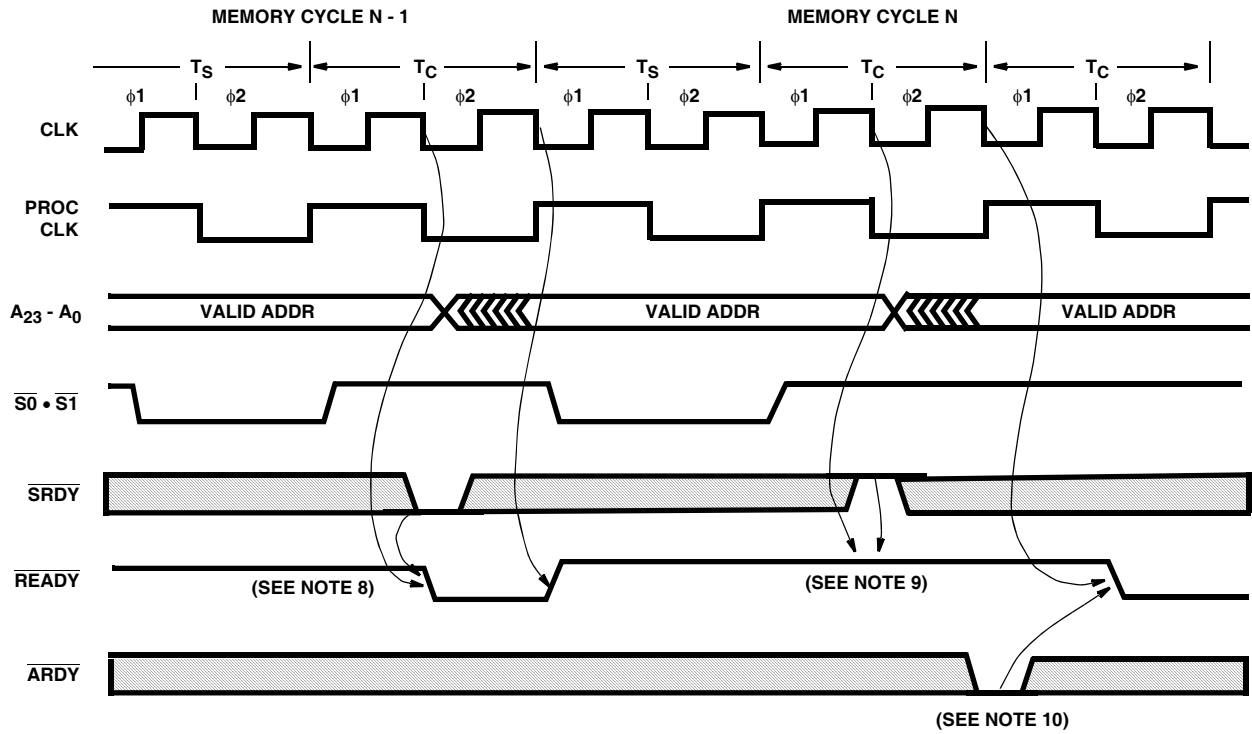 MEMORY CYCLE N - 1 MEMORY CYCLE N
TS TC TS TC TC
ϕ1 ϕ2 ϕ1 ϕ2 ϕ1 ϕ2 ϕ1 ϕ2 ϕ1 ϕ2
CLK
PROC
CLK
A23 - A0 VALID ADDR VALID ADDR VALID ADDR
S0 • S1
SRDY
READY (SEE NOTE 8) (SEE NOTE 9)
ARDY
(SEE NOTE 10)